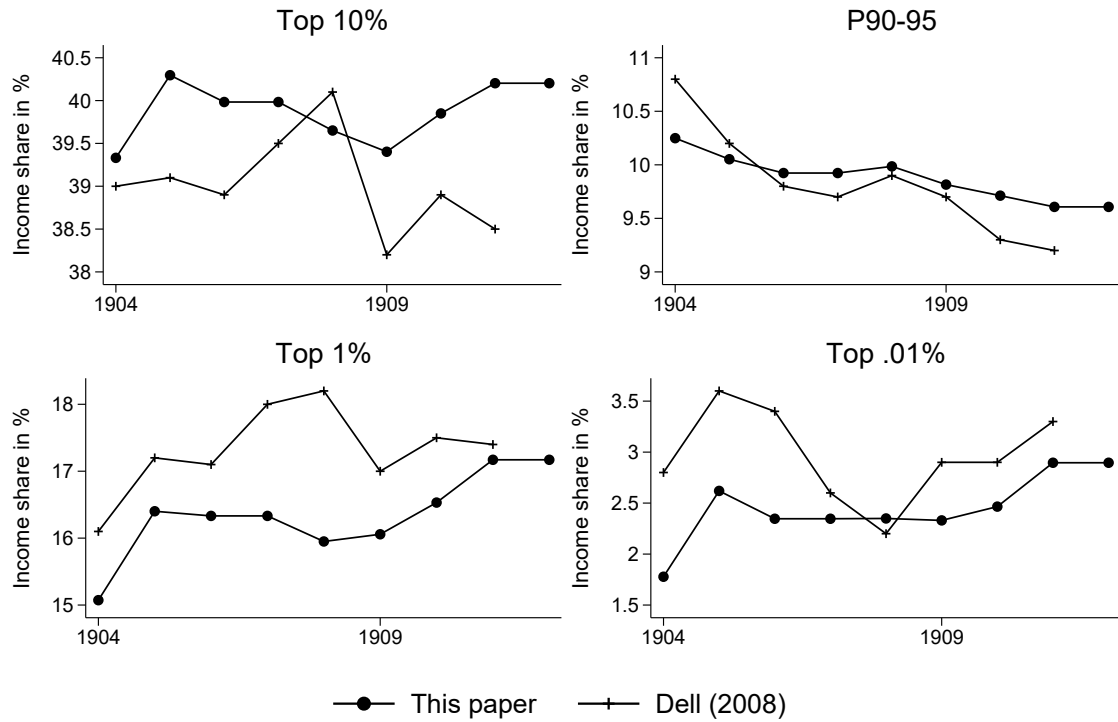 Top 10%
Income share in %
40.5
40
39.5
39
38.5
38
1904
1909
P90-95
Income share in %
11
10.5
10
9.5
9
1904
1909
Top 1%
Income share in %
18
17
16
15
1904
1909
Top .01%
Income share in %
3.5
3
2.5
2
1.5
1904
1909
This paper
Dell (2008)